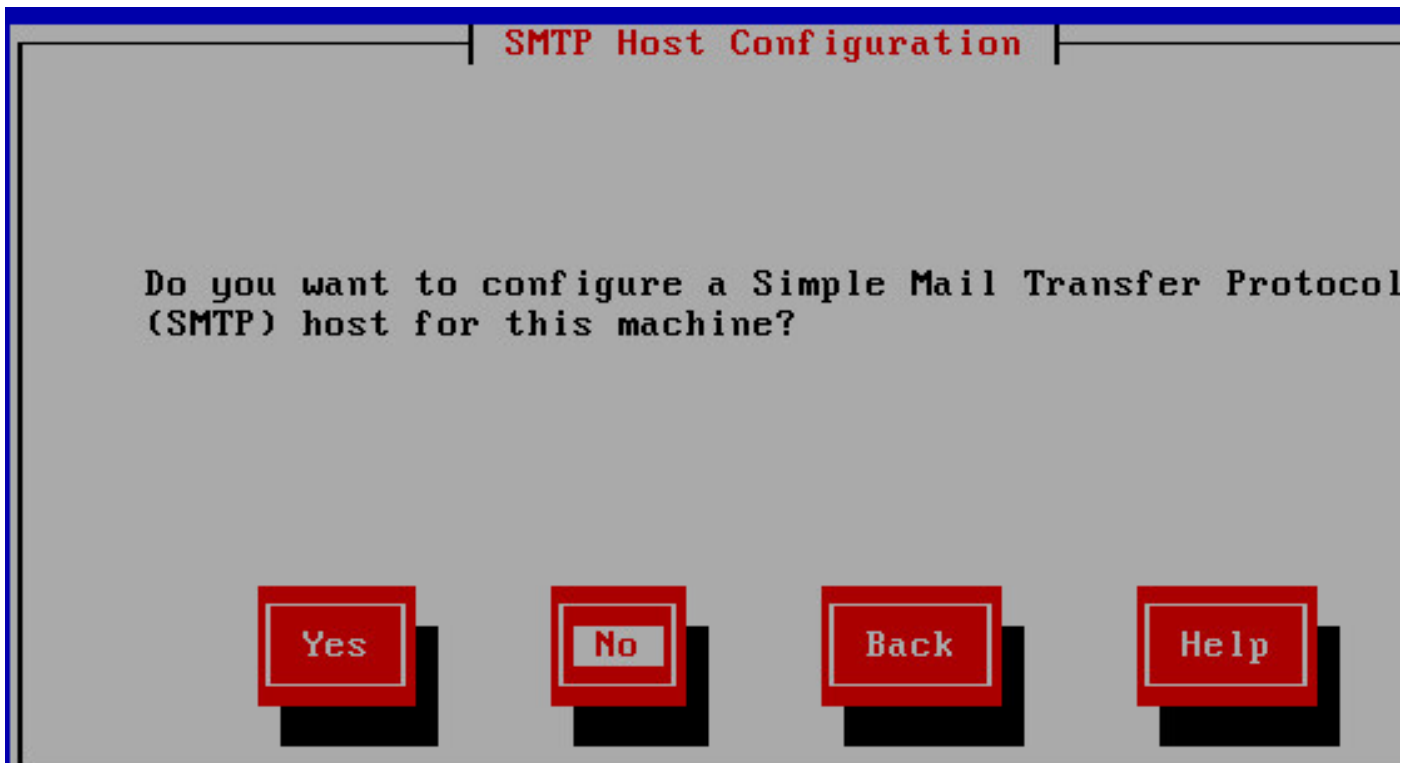 SMTP Host Configuration
Do you want to configure a Simple Mail Transfer Protocol
(SMTP) host for this machine?
Yes No Back Help